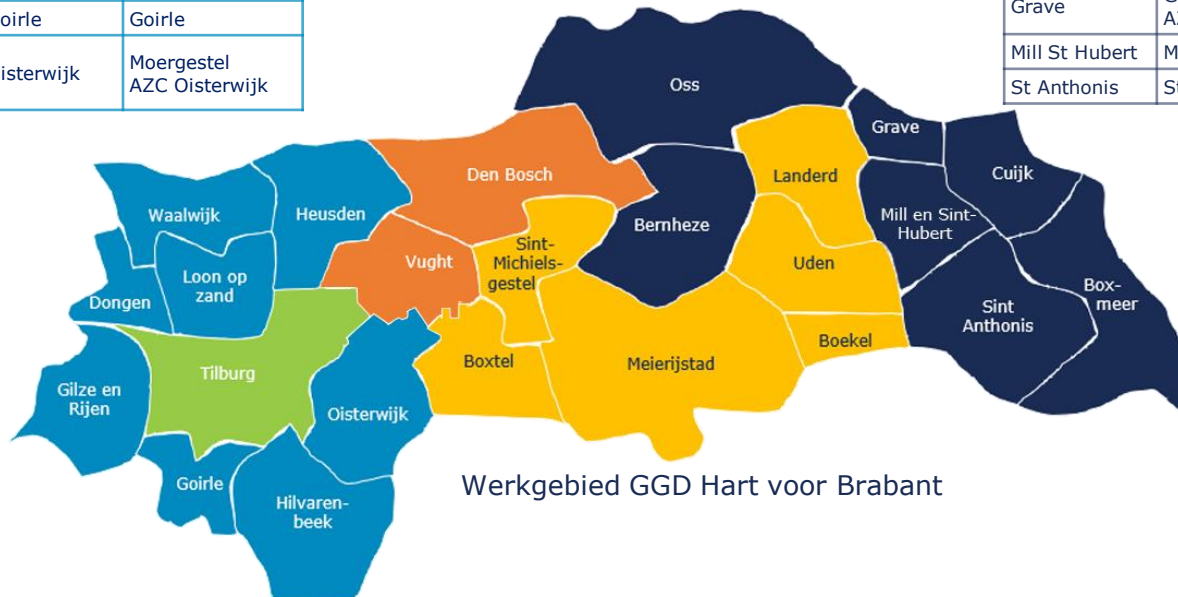 oirle Goirle
isterwijk Moergestel
AZC Oisterwijk
Grave
Mill St Hubert M
St Anthonis St
Oss
Grave
Den Bosch
Landerd
Cuijk
Waalwijk
Heusden
Bernheze
Mill en Sint-
Hubert
Sint-
Michiels-
gestel
Vught
Uden
Loon op
zand
Dongen
Box-
meer
Sint
Anthonis
Boekel
Boxtel
Meierijstad
Tilburg
Gilze en
Rijen
Oisterwijk
Goirle
Werkgebied GGD Hart voor Brabant
Hilvaren-
beek